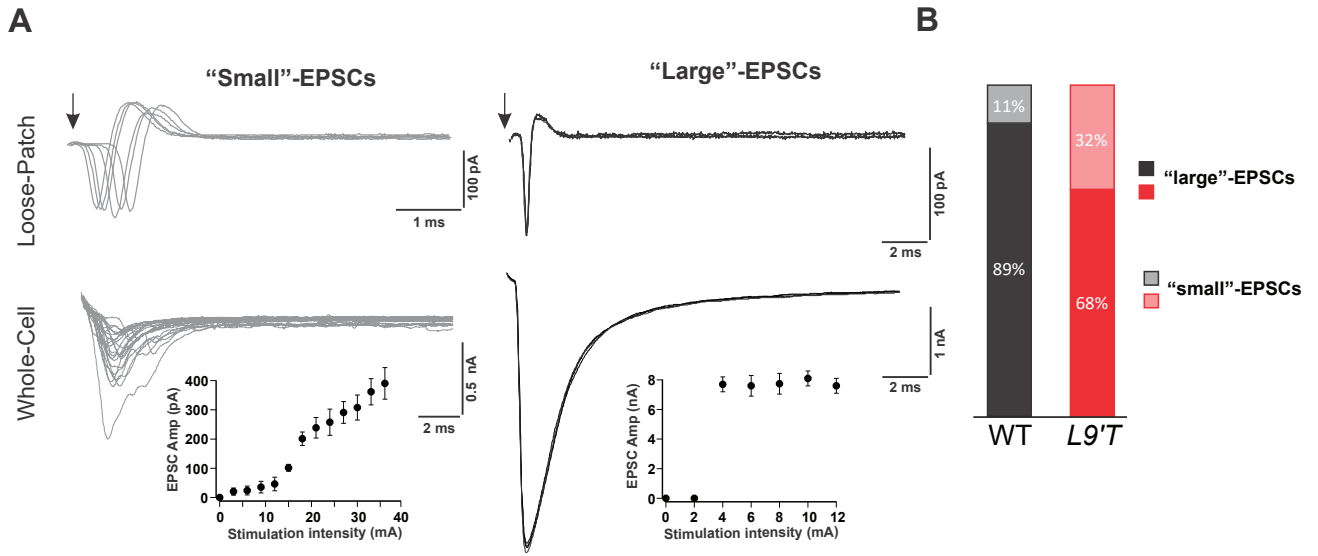 A
B
“Small”-EPSCs
“Large”-EPSCs
Loose-Patch
100 pA
1 ms
100 pA
2 ms
Whole-Cell
0.5 nA
2 ms
1 nA
2 ms
EPSC Amp (pA)
400
300
200
100
0
0 10 20 30 40
Stimulation intensity (mA)
EPSC Amp (nA)
8
6
4
2
0
0 2 4 6 8 10 12
Stimulation intensity (mA)
11%
32%
89%
68%
WT
L9'T
“large”-EPSCs
“small”-EPSCs